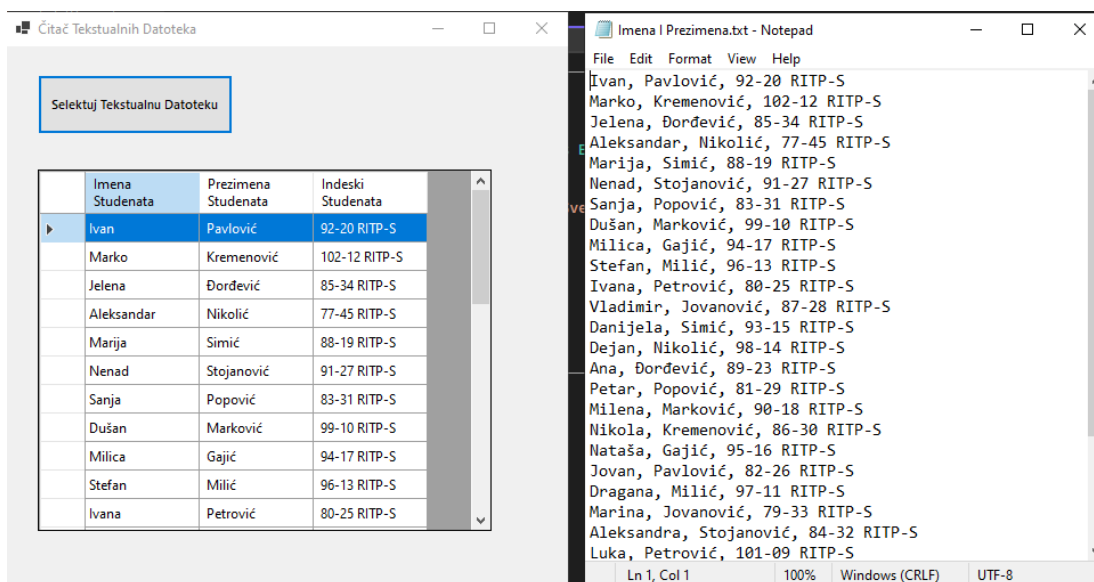 Čitač Tekstualnih Datoteka
Selektuj Tekstualnu Datoteku
Imena Studenata Prezimena Studenata Indeski Studenata
Ivan Pavlović 92-20 RITP-S
Marko Kremenović 102-12 RITP-S
Jelena Đorđević 85-34 RITP-S
Aleksandar Nikolić 77-45 RITP-S
Marija Simić 88-19 RITP-S
Nenad Stojanović 91-27 RITP-S
Sanja Popović 83-31 RITP-S
Dušan Marković 99-10 RITP-S
Milica Gajić 94-17 RITP-S
Stefan Milić 96-13 RITP-S
Ivana Petrović 80-25 RITP-S
Imena I Prezimena.txt - Notepad
File Edit Format View Help
Ivan, Pavlović, 92-20 RITP-S
Marko, Kremenović, 102-12 RITP-S
Jelena, Đorđević, 85-34 RITP-S
Aleksandar, Nikolić, 77-45 RITP-S
Marija, Simić, 88-19 RITP-S
Nenad, Stojanović, 91-27 RITP-S
Sanja, Popović, 83-31 RITP-S
Dušan, Marković, 99-10 RITP-S
Milica, Gajić, 94-17 RITP-S
Stefan, Milić, 96-13 RITP-S
Ivana, Petrović, 80-25 RITP-S
Vladimir, Jovanović, 87-28 RITP-S
Danijela, Simić, 93-15 RITP-S
Dejan, Nikolić, 98-14 RITP-S
Ana, Đorđević, 89-23 RITP-S
Petar, Popović, 81-29 RITP-S
Milena, Marković, 90-18 RITP-S
Nikola, Kremenović, 86-30 RITP-S
Nataša, Gajić, 95-16 RITP-S
Jovan, Pavlović, 82-26 RITP-S
Dragana, Milić, 97-11 RITP-S
Marina, Jovanović, 79-33 RITP-S
Aleksandra, Stojanović, 84-32 RITP-S
Luka, Petrović, 101-09 RITP-S
Ln 1, Col 1 100% Windows (CRLF) UTF-8